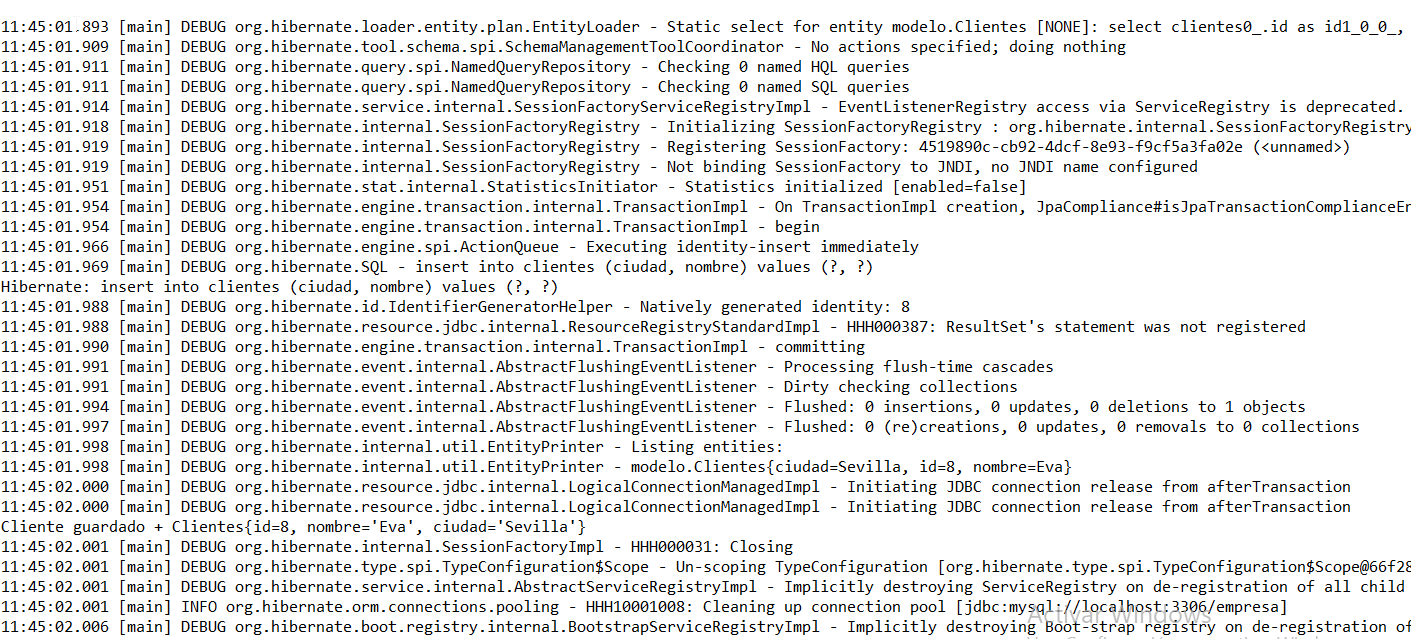 11:45:01.893 [main] DEBUG org.hibernate.loader.entity.plan.EntityLoader - Static select for entity modelo.Clientes [NONE]: select clientes0_.id as id1_0_0_,
11:45:01.909 [main] DEBUG org.hibernate.tool.schema.spi.SchemaManagementToolCoordinator - No actions specified; doing nothing
11:45:01.911 [main] DEBUG org.hibernate.query.spi.NamedQueryRepository - Checking 0 named HQL queries
11:45:01.911 [main] DEBUG org.hibernate.query.spi.NamedQueryRepository - Checking 0 named SQL queries
11:45:01.914 [main] DEBUG org.hibernate.service.internal.SessionFactoryServiceRegistryImpl - EventListenerRegistry access via ServiceRegistry is deprecated.
11:45:01.918 [main] DEBUG org.hibernate.internal.SessionFactoryRegistry - Initializing SessionFactoryRegistry : org.hibernate.internal.SessionFactoryRegistry
11:45:01.919 [main] DEBUG org.hibernate.internal.SessionFactoryRegistry - Registering SessionFactory: 4519890c-cb92-4dcf-8e93-f9cf5a3fa02e (<unnamed>)
11:45:01.919 [main] DEBUG org.hibernate.internal.SessionFactoryRegistry - Not binding SessionFactory to JNDI, no JNDI name configured
11:45:01.951 [main] DEBUG org.hibernate.stat.internal.StatisticsInitiator - Statistics initialized [enabled=false]
11:45:01.954 [main] DEBUG org.hibernate.engine.transaction.internal.TransactionImpl - On TransactionImpl creation, JpaCompliance#isJpaTransactionComplianceEn
11:45:01.954 [main] DEBUG org.hibernate.engine.transaction.internal.TransactionImpl - begin
11:45:01.966 [main] DEBUG org.hibernate.engine.spi.ActionQueue - Executing identity-insert immediately
11:45:01.969 [main] DEBUG org.hibernate.SQL - insert into clientes (ciudad, nombre) values (?, ?)
Hibernate: insert into clientes (ciudad, nombre) values (?, ?)
11:45:01.988 [main] DEBUG org.hibernate.id.IdentifierGeneratorHelper - Natively generated identity: 8
11:45:01.988 [main] DEBUG org.hibernate.resource.jdbc.internal.ResourceRegistryStandardImpl - HHH000387: ResultSet's statement was not registered
11:45:01.990 [main] DEBUG org.hibernate.engine.transaction.internal.TransactionImpl - committing
11:45:01.991 [main] DEBUG org.hibernate.event.internal.AbstractFlushingEventListener - Processing flush-time cascades
11:45:01.991 [main] DEBUG org.hibernate.event.internal.AbstractFlushingEventListener - Dirty checking collections
11:45:01.994 [main] DEBUG org.hibernate.event.internal.AbstractFlushingEventListener - Flushed: 0 insertions, 0 updates, 0 deletions to 1 objects
11:45:01.997 [main] DEBUG org.hibernate.event.internal.AbstractFlushingEventListener - Flushed: 0 (re)creations, 0 updates, 0 removals to 0 collections
11:45:01.998 [main] DEBUG org.hibernate.internal.util.EntityPrinter - Listing entities:
11:45:01.998 [main] DEBUG org.hibernate.internal.util.EntityPrinter - modelo.Clientes{ciudad=Sevilla, id=8, nombre=Eva}
11:45:02.000 [main] DEBUG org.hibernate.resource.jdbc.internal.LogicalConnectionManagedImpl - Initiating JDBC connection release from afterTransaction
11:45:02.000 [main] DEBUG org.hibernate.resource.jdbc.internal.LogicalConnectionManagedImpl - Initiating JDBC connection release from afterTransaction
Cliente guardado + Clientes{id=8, nombre='Eva', ciudad='Sevilla'}
11:45:02.001 [main] DEBUG org.hibernate.internal.SessionFactoryImpl - HHH000031: Closing
11:45:02.001 [main] DEBUG org.hibernate.type.spi.TypeConfiguration$Scope - Un-scoping TypeConfiguration [org.hibernate.type.spi.TypeConfiguration$Scope@66f28
11:45:02.001 [main] DEBUG org.hibernate.service.internal.AbstractServiceRegistryImpl - Implicitly destroying ServiceRegistry on de-registration of all child
11:45:02.001 [main] INFO org.hibernate.orm.connections.pooling - HHH10001008: Cleaning up connection pool [jdbc:mysql://localhost:3306/empresa]
Activar Windows
11:45:02.006 [main] DEBUG org.hibernate.boot.registry.internal.BootstrapServiceRegistryImpl - Implicitly destroying Boot-strap registry on de-registration of